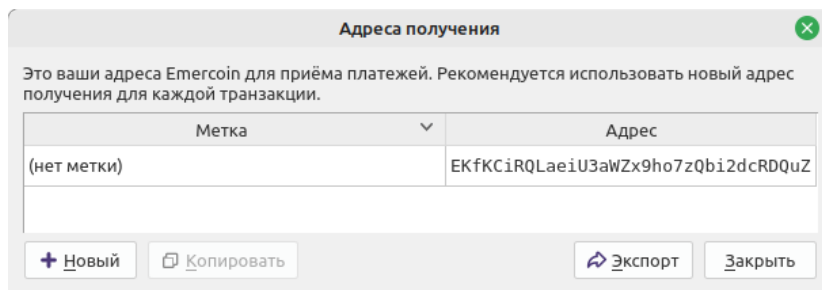 Адреса получения
Это ваши адреса Emercoin для приёма платежей. Рекомендуется использовать новый адрес
получения для каждой транзакции.
Метка Адрес
(нет метки) EKfKCiRQLaeiU3aWZx9ho7zQbi2dcRDQuZ
Новый Копировать Экспорт Закрыть